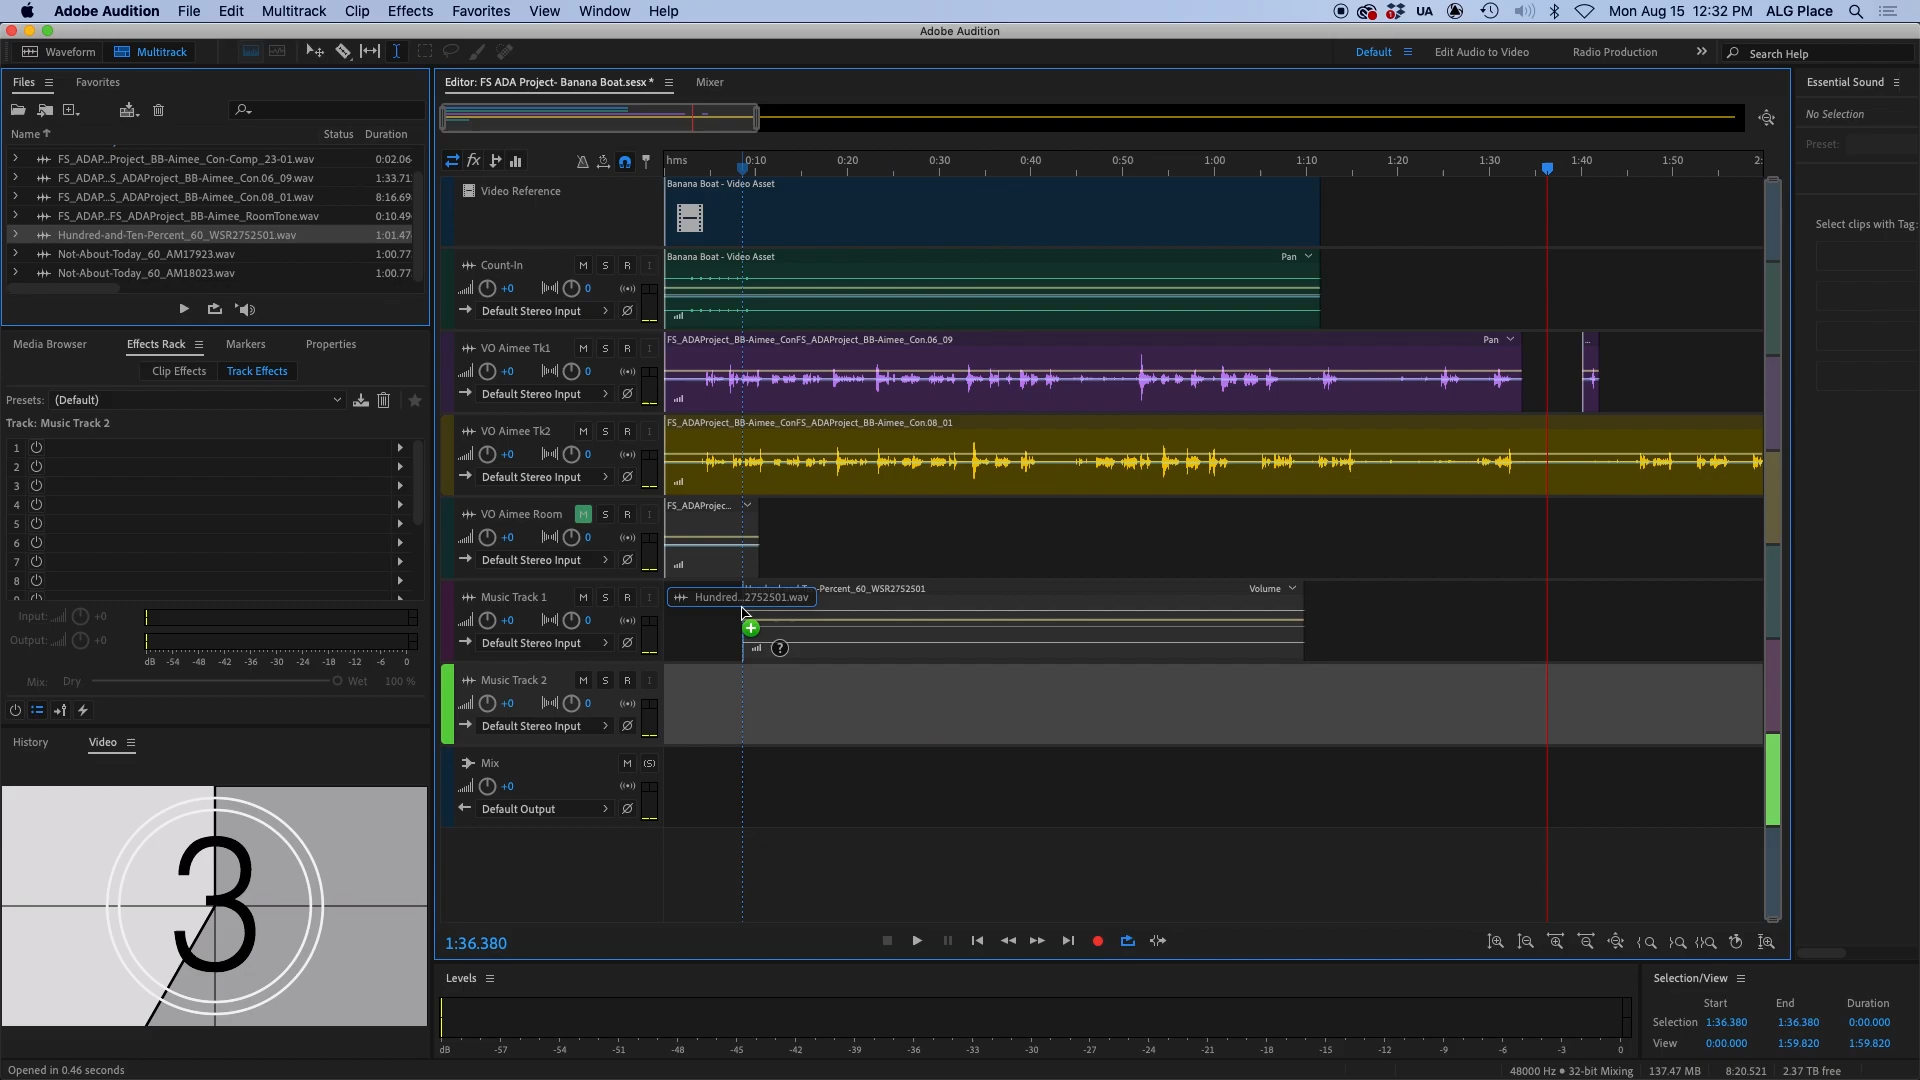 Adobe Audition File Edit Multitrack Clip Effects Favorites View Window Help UA Mon Aug 15 12:32 PM ALG Place
Adobe Audition
Waveform Multitrack Default Edit Audio to Video Radio Production Search Help
Files Favorites
Name Status Duration
FS_ADAP...Project_BB-Aimee_Con-Comp_23-01.wav 0:02.06
FS_ADAP...S_ADAProject_BB-Aimee_Con.06_09.wav 1:33.71
FS_ADAP...S_ADAProject_BB-Aimee_Con.08_01.wav 8:16.69
FS_ADAP...FS_ADAProject_BB-Aimee_RoomTone.wav 0:10.49
Hundred-and-Ten-Percent_60_WSR2752501.wav 1:01.47
Not-About-Today_60_AM17923.wav 1:00.77
Not-About-Today_60_AM18023.wav 1:00.77
Media Browser Effects Rack Markers Properties
Clip Effects Track Effects
Presets: (Default)
Track: Music Track 2
1
2
3
4
5
6
7
8
Input: +0
Output: +0
dB -54 -48 -42 -36 -30 -24 -18 -12 -6 0
Mix: Dry Wet 100 %
History Video
3
Editor: FS ADA Project- Banana Boat.sesx * Mixer
fx hms 0:10 0:20 0:30 0:40 0:50 1:00 1:10 1:20 1:30 1:40 1:50 2:
Video Reference Banana Boat - Video Asset
Count-In M S R I Banana Boat - Video Asset Pan
+0 0
Default Stereo Input
VO Aimee Tk1 M S R I FS_ADAProject_BB-Aimee_ConFS_ADAProject_BB-Aimee_Con.06_09 Pan ...
+0 0
Default Stereo Input
VO Aimee Tk2 M S R I FS_ADAProject_BB-Aimee_ConFS_ADAProject_BB-Aimee_Con.08_01
+0 0
Default Stereo Input
VO Aimee Room M S R I FS_ADAProjec...
+0 0
Default Stereo Input
Music Track 1 M S R I Hundred...2752501.wav -Percent_60_WSR2752501 Volume
+0 0
Default Stereo Input ?
Music Track 2 M S R I
+0 0
Default Stereo Input
Mix M (S)
+0
Default Output
1:36.380
Levels
dB -57 -54 -51 -48 -45 -42 -39 -36 -33 -30 -27 -24 -21 -18 -15 -12 -9 -6 -3 0
Essential Sound
No Selection
Preset:
Select clips with Tag:
Selection/View
Start End Duration
Selection 1:36.380 1:36.380 0:00.000
View 0:00.000 1:59.820 1:59.820
Opened in 0.46 seconds 48000 Hz • 32-bit Mixing 137.47 MB 8:20.521 2.37 TB free